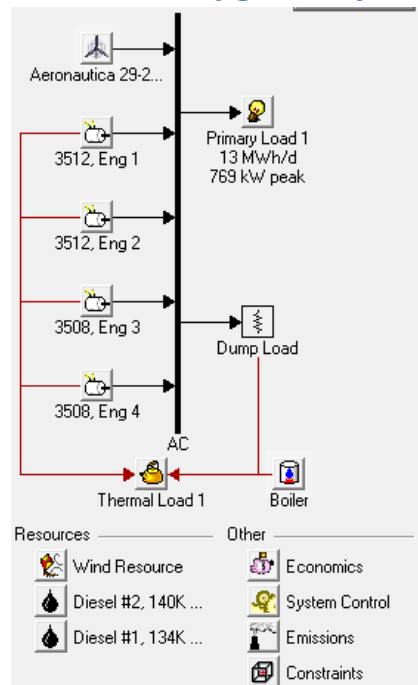 Aeronautica 29-2...
3512, Eng 1
Primary Load 1
13 MWh/d
769 kW peak
3512, Eng 2
3508, Eng 3
Dump Load
3508, Eng 4
AC
Thermal Load 1
Boiler
Resources
Other
Wind Resource
Economics
Diesel #2, 140K ...
System Control
Diesel #1, 134K ...
Emissions
Constraints